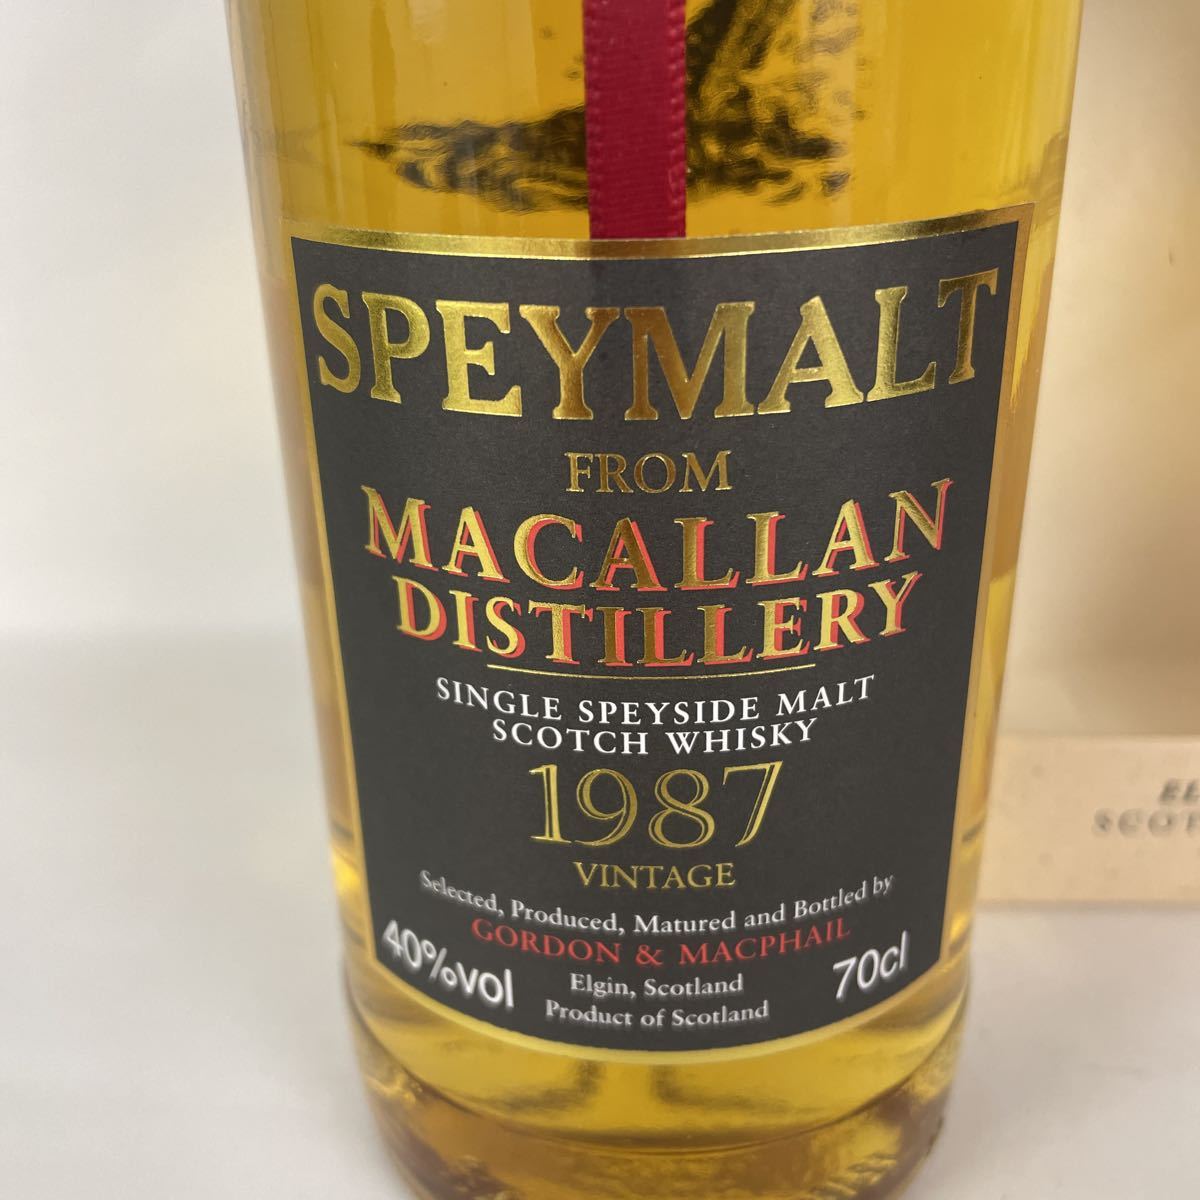 SPEYMALT
FROM
MACALLAN
DISTILLERY
SINGLE SPEYSIDE MALT
SCOTCH WHISKY
1987
VINTAGE
Selected, Produced, Matured and Bottled by
GORDON & MACPHAIL
40%vol
Elgin, Scotland
70cl
Product of Scotland